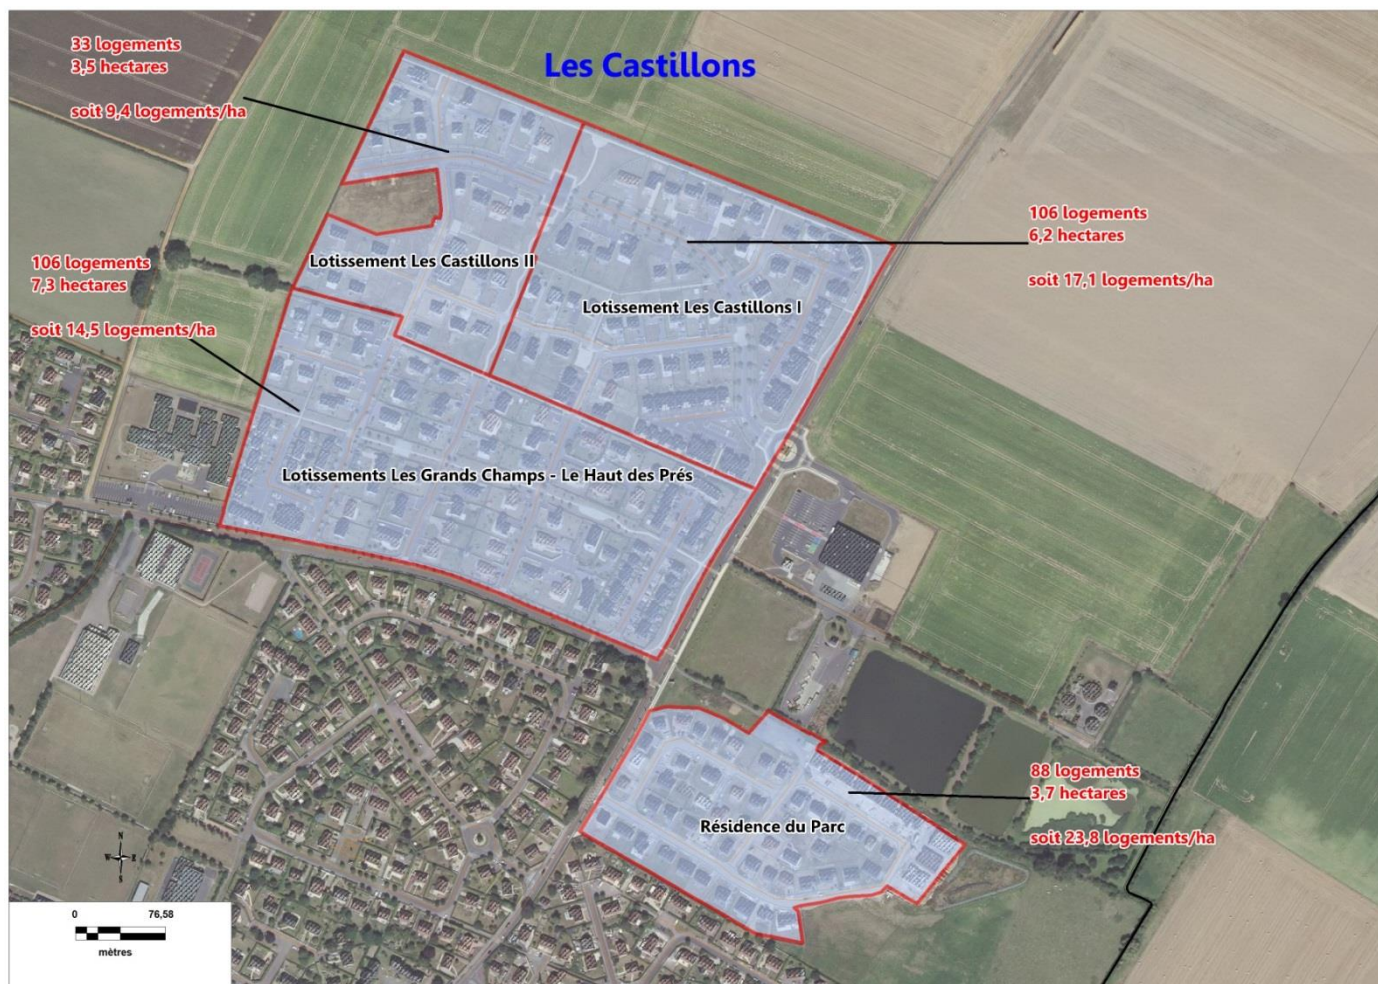 Les Castillons
33 logements
3,5 hectares
soit 9,4 logements/ha
106 logements
6,2 hectares
soit 17,1 logements/ha
106 logements
7,3 hectares
soit 14,5 logements/ha
Lotissement Les Castillons II
Lotissement Les Castillons I
Lotissements Les Grands Champs - Le Haut des Prés
88 logements
3,7 hectares
soit 23,8 logements/ha
Résidence du Parc
N
W E
S
0 76,58
mètres